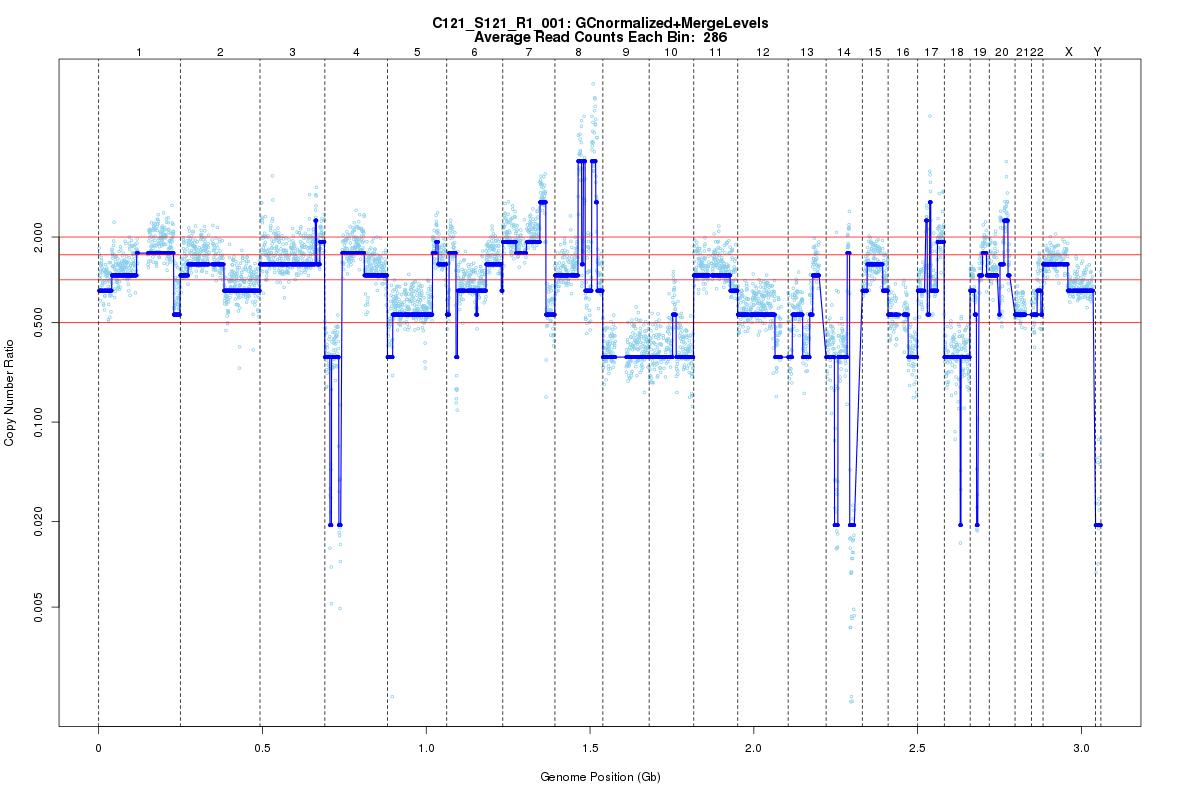 C121_S121_R1_001: GCnormalized+MergeLevels
Average Read Counts Each Bin: 286
1 2 3 4 5 6 7 8 9 10 11 12 13 14 15 16 17 18 19 20 21 22 X Y
2.000
0.500
0.100
0.020
0.005
Copy Number Ratio
0 0.5 1.0 1.5 2.0 2.5 3.0
Genome Position (Gb)